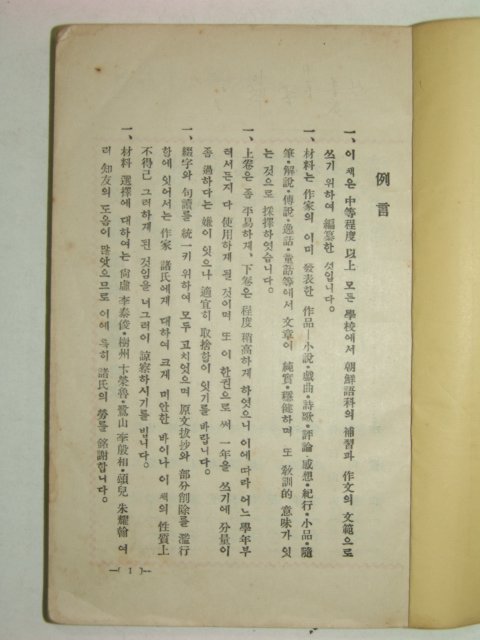 例言
一、이 책은 中等程度 以上 모든 學校에서 朝鮮語科의 補習과 作文의 文範으로
쓰기 위하여 編纂한 것입니다.
一、材料는 作家의 이미 發表한 作品—小說·戱曲·詩歌·評論·感想·紀行·小品·隨
筆·解說·傳說·逸話·童話等에서 文章이 純實·穩健하며 또 敎訓的 意味가 잇
는 것으로 採擇하엿습니다.
一、上卷은 좀 平易하게、下卷은 程度 稍高하게 하엿으니 이에 따라 어느 學年부
터서든지 다 使用하게 될 것이며 또 이 한권으로 써 一年을 쓰기에 分量이
좀 過하다는 嫌이 잇으나 適宜히 取捨함이 잇기를 바랍니다.
一、綴字와 句讀를 統一키 위하여 모두 고치엇으며 原文拔抄와 部分削除를 濫行
함에 잇어서는 作家 諸氏에게 대하여 크게 미안한 바이나 이 책의 性質上
不得已 그러하게 된 것임을 너그러이 諒察하시기를 빕니다.
一、材料 選擇에 대하여는 尙虛 李泰俊·樹州 卞榮魯·鷺山 李殷相·頌兒 朱耀翰 여
러 知友의 도움이 많앗으므로 이에 특히 諸氏의 勞를 銘謝합니다.
—( 1 )—